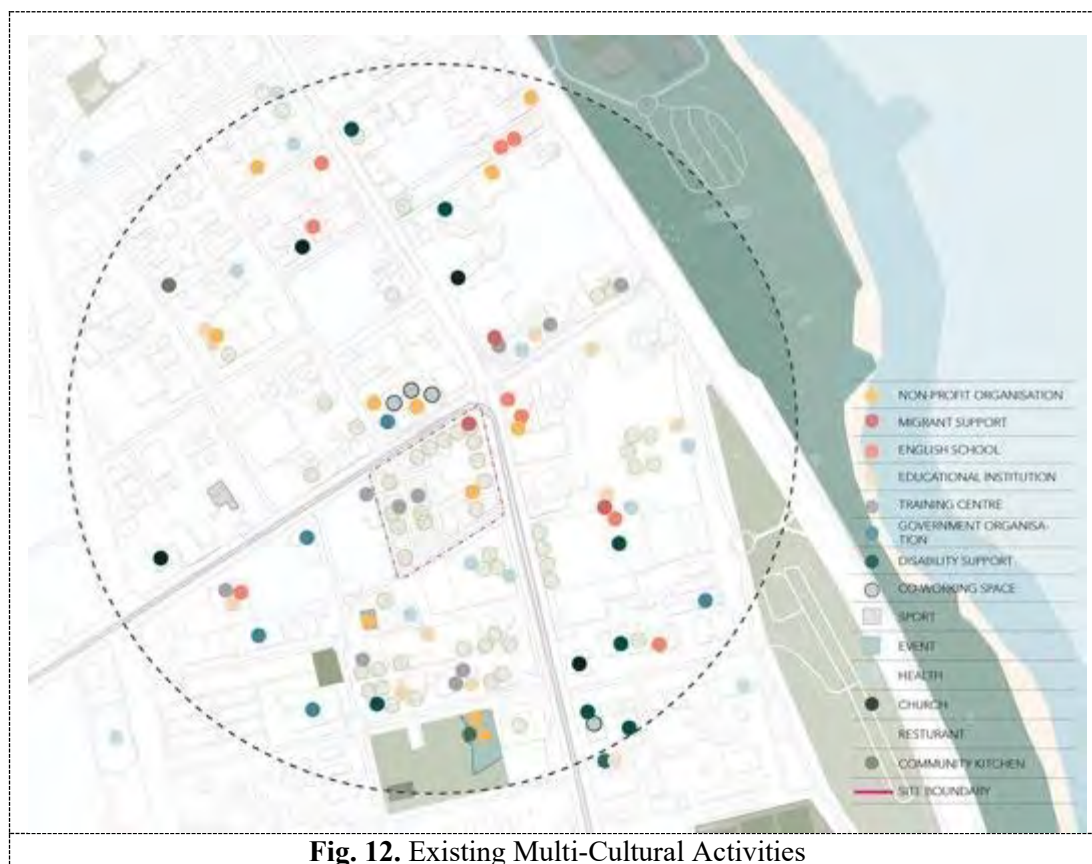 NON-PROFIT ORGANISATION
MIGRANT SUPPORT
ENGLISH SCHOOL
EDUCATIONAL INSTITUTION
TRAINING CENTRE
GOVERNMENT ORGANISA-
TION
DISABILITY SUPPORT
CO-WORKING SPACE
SPORT
EVENT
HEALTH
CHURCH
RESTURANT
COMMUNITY KITCHEN
SITE BOUNDARY
Fig. 12. Existing Multi-Cultural Activities